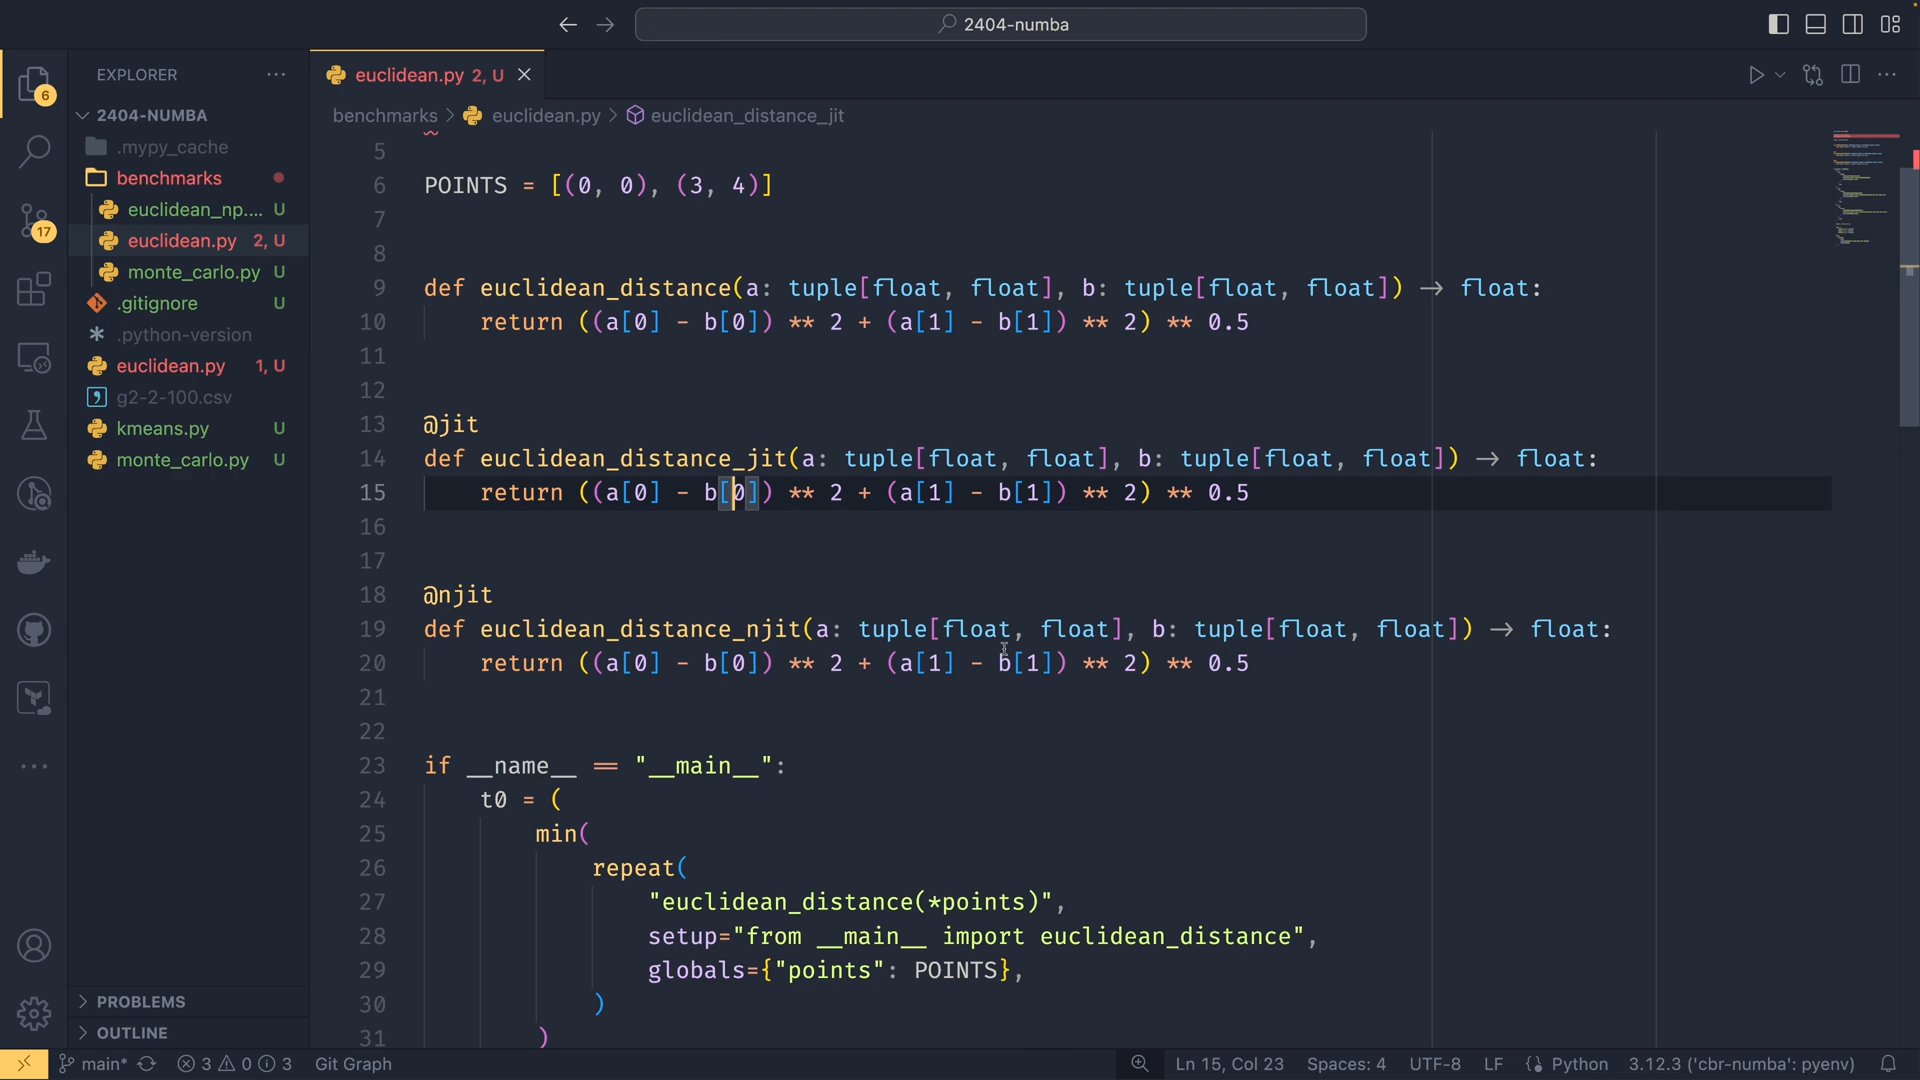 2404-numba
EXPLORER
6
euclidean.py 2, U
2404-NUMBA
benchmarks > euclidean.py > euclidean_distance_jit
.mypy_cache
benchmarks
euclidean_np.... U
17
euclidean.py 2, U
monte_carlo.py U
.gitignore U
.python-version
euclidean.py 1, U
g2-2-100.csv
kmeans.py U
monte_carlo.py U
PROBLEMS
OUTLINE
5
6 POINTS = [(0, 0), (3, 4)]
7
8
9 def euclidean_distance(a: tuple[float, float], b: tuple[float, float]) → float:
10 return ((a[0] - b[0]) ** 2 + (a[1] - b[1]) ** 2) ** 0.5
11
12
13 @jit
14 def euclidean_distance_jit(a: tuple[float, float], b: tuple[float, float]) → float:
15 return ((a[0] - b[0]) ** 2 + (a[1] - b[1]) ** 2) ** 0.5
16
17
18 @njit
19 def euclidean_distance_njit(a: tuple[float, float], b: tuple[float, float]) → float:
20 return ((a[0] - b[0]) ** 2 + (a[1] - b[1]) ** 2) ** 0.5
21
22
23 if __name__ == "__main__":
24 t0 = (
25 min(
26 repeat(
27 "euclidean_distance(*points)",
28 setup="from __main__ import euclidean_distance",
29 globals={"points": POINTS},
30 )
31 )
main* 3 0 3 Git Graph Ln 15, Col 23 Spaces: 4 UTF-8 LF Python 3.12.3 ('cbr-numba': pyenv)